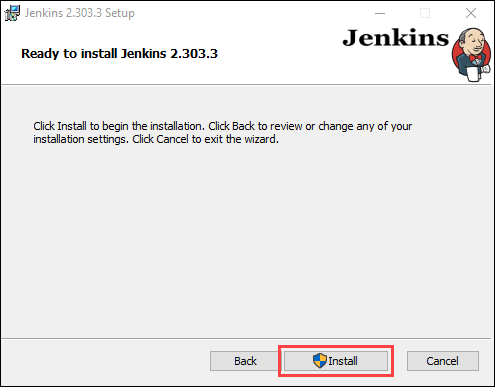 Jenkins 2.303.3 Setup
Jenkins
Ready to install Jenkins 2.303.3
Click Install to begin the installation. Click Back to review or change any of your
installation settings. Click Cancel to exit the wizard.
Back Install Cancel